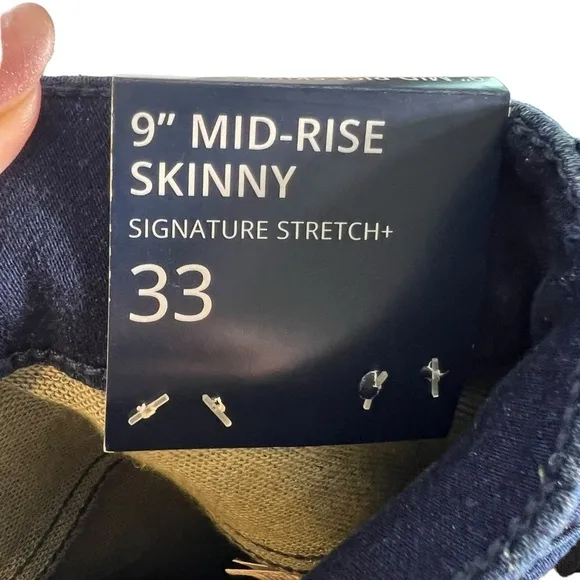 9” MID-RISE
SKINNY
SIGNATURE STRETCH+
33